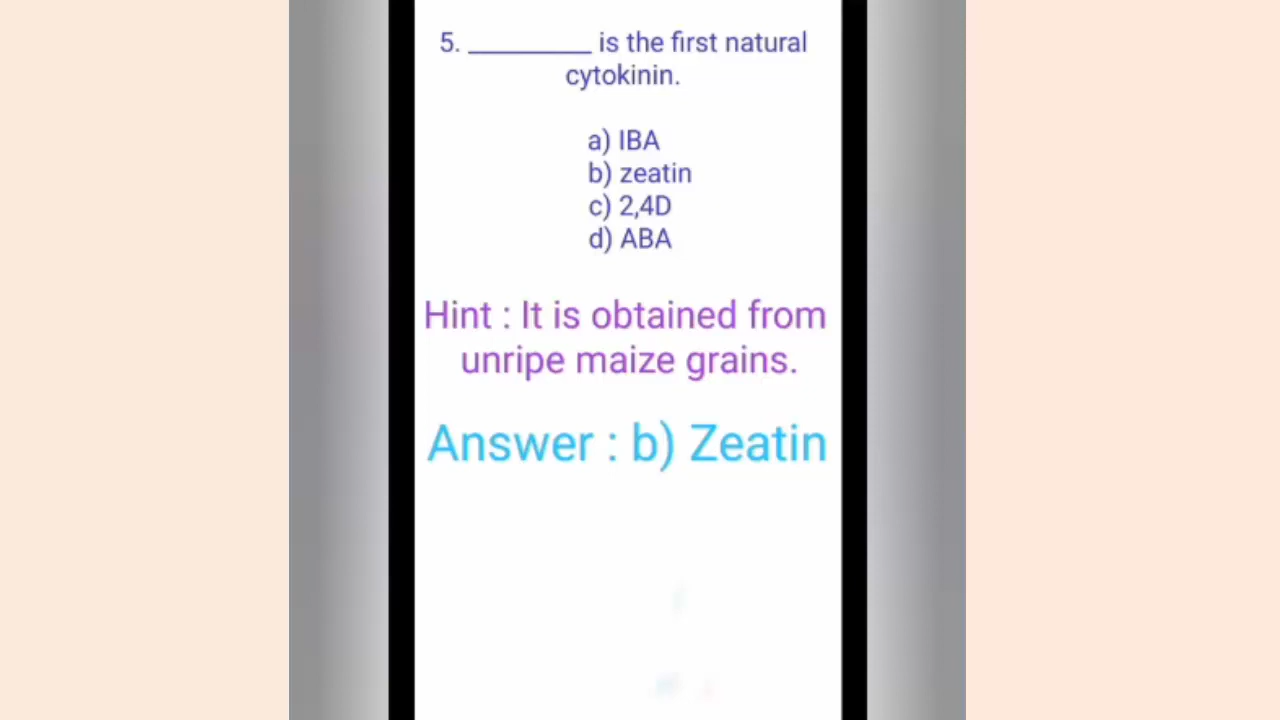 5. _________ is the first natural
cytokinin.
a) IBA
b) zeatin
c) 2,4D
d) ABA
Hint : It is obtained from
unripe maize grains.
Answer : b) Zeatin